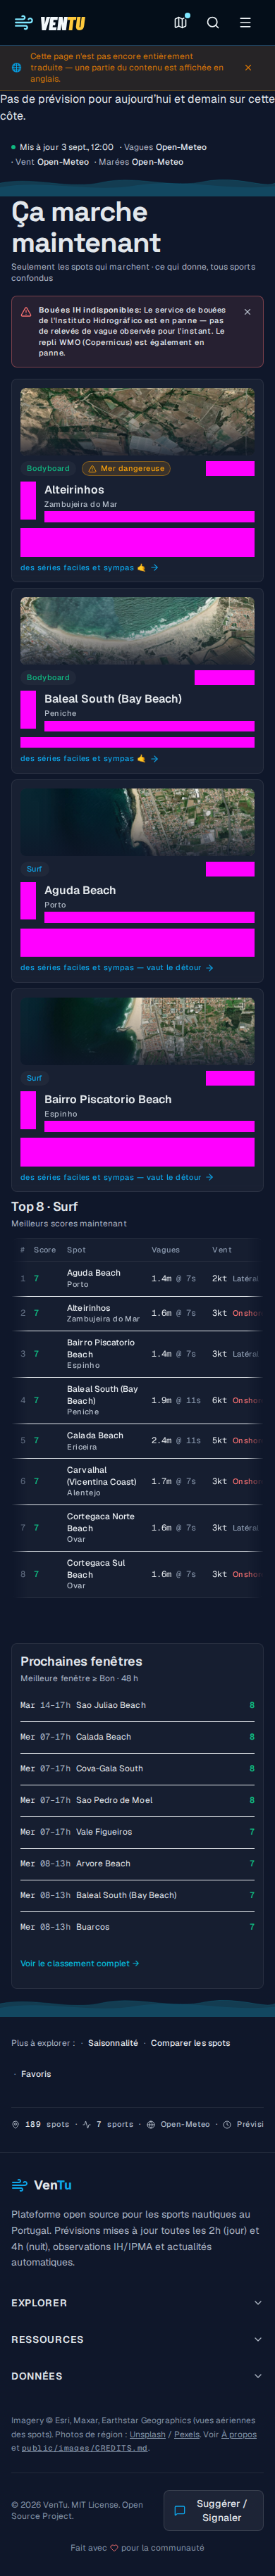 VENTU
Cette page n'est pas encore entièrement
traduite — une partie du contenu est affichée en
anglais.
Pas de prévision pour aujourd'hui et demain sur cette
côte.
Mis à jour 3 sept., 12:00 · Vagues Open-Meteo
· Vent Open-Meteo · Marées Open-Meteo
Ça marche
maintenant
Seulement les spots qui marchent · ce qui donne, tous sports
confondus
Bouées IH indisponibles: Le service de bouées
de l'Instituto Hidrográfico est en panne — pas
de relevés de vague observée pour l'instant. Le
repli WMO (Copernicus) est également en
panne.
Bodyboard Mer dangereuse
Alteirinhos
Zambujeira do Mar
des séries faciles et sympas 🤙 →
Bodyboard
Baleal South (Bay Beach)
Peniche
des séries faciles et sympas 🤙 →
Surf
Aguda Beach
Porto
des séries faciles et sympas — vaut le détour →
Surf
Bairro Piscatorio Beach
Espinho
des séries faciles et sympas — vaut le détour →
Top 8 · Surf
Meilleurs scores maintenant
# Score Spot Vagues Vent
1 7 Aguda Beach 1.4m @ 7s 2kt Latéral
Porto
2 7 Alteirinhos 1.6m @ 7s 3kt Onshore
Zambujeira do Mar
3 7 Bairro Piscatorio 1.4m @ 7s 3kt Latéral
Beach
Espinho
4 7 Baleal South (Bay 1.9m @ 11s 6kt Onshore
Beach)
Peniche
5 7 Calada Beach 2.4m @ 11s 5kt Onshore
Ericeira
6 7 Carvalhal 1.7m @ 7s 3kt Onshore
(Vicentina Coast)
Alentejo
7 7 Cortegaca Norte 1.6m @ 7s 3kt Latéral
Beach
Ovar
8 7 Cortegaca Sul 1.6m @ 7s 3kt Onshore
Beach
Ovar
Prochaines fenêtres
Meilleure fenêtre ≥ Bon · 48 h
Mar 14–17h Sao Juliao Beach 8
Mer 07–17h Calada Beach 8
Mer 07–17h Cova-Gala South 8
Mer 07–17h Sao Pedro de Moel 8
Mer 07–17h Vale Figueiros 7
Mer 08–13h Arvore Beach 7
Mer 08–13h Baleal South (Bay Beach) 7
Mer 08–13h Buarcos 7
Voir le classement complet →
Plus à explorer : · Saisonnalité · Comparer les spots
· Favoris
189 spots · 7 sports · Open-Meteo · Prévisi
VenTu
Plateforme open source pour les sports nautiques au
Portugal. Prévisions mises à jour toutes les 2h (jour) et
4h (nuit), observations IH/IPMA et actualités
automatiques.
EXPLORER
RESSOURCES
DONNÉES
Imagery © Esri, Maxar, Earthstar Geographics (vues aériennes
des spots). Photos de région : Unsplash / Pexels. Voir À propos
et public/images/CREDITS.md.
© 2026 VenTu. MIT License. Open
Source Project.
Suggérer /
Signaler
Fait avec ♡ pour la communauté